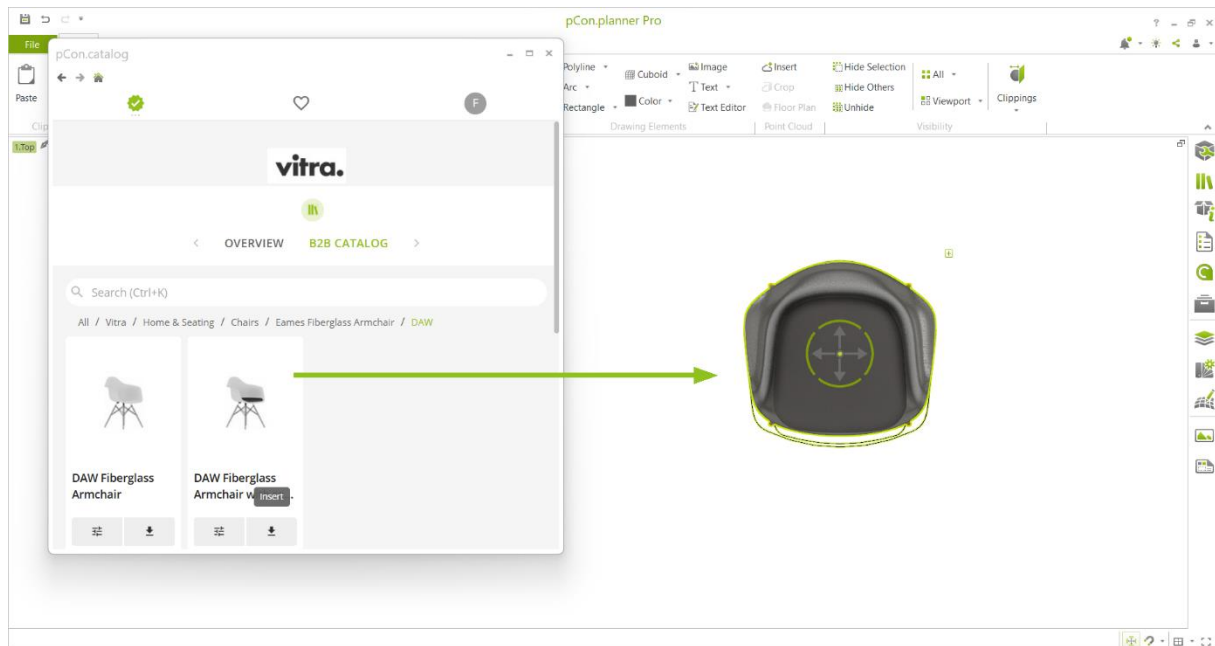 pCon.planner Pro
File
pCon.catalog
Paste
Clip
Polyline
Arc
Rectangle
Cuboid
Color
Image
Text
Text Editor
Drawing Elements
Insert
Crop
Floor Plan
Point Cloud
Hide Selection
Hide Others
Unhide
All
Viewport
Visibility
Clippings
F
1.Top
vitra.
OVERVIEW B2B CATALOG
Search (Ctrl+K)
All / Vitra / Home & Seating / Chairs / Eames Fiberglass Armchair / DAW
DAW Fiberglass
Armchair
DAW Fiberglass
Armchair w
Insert